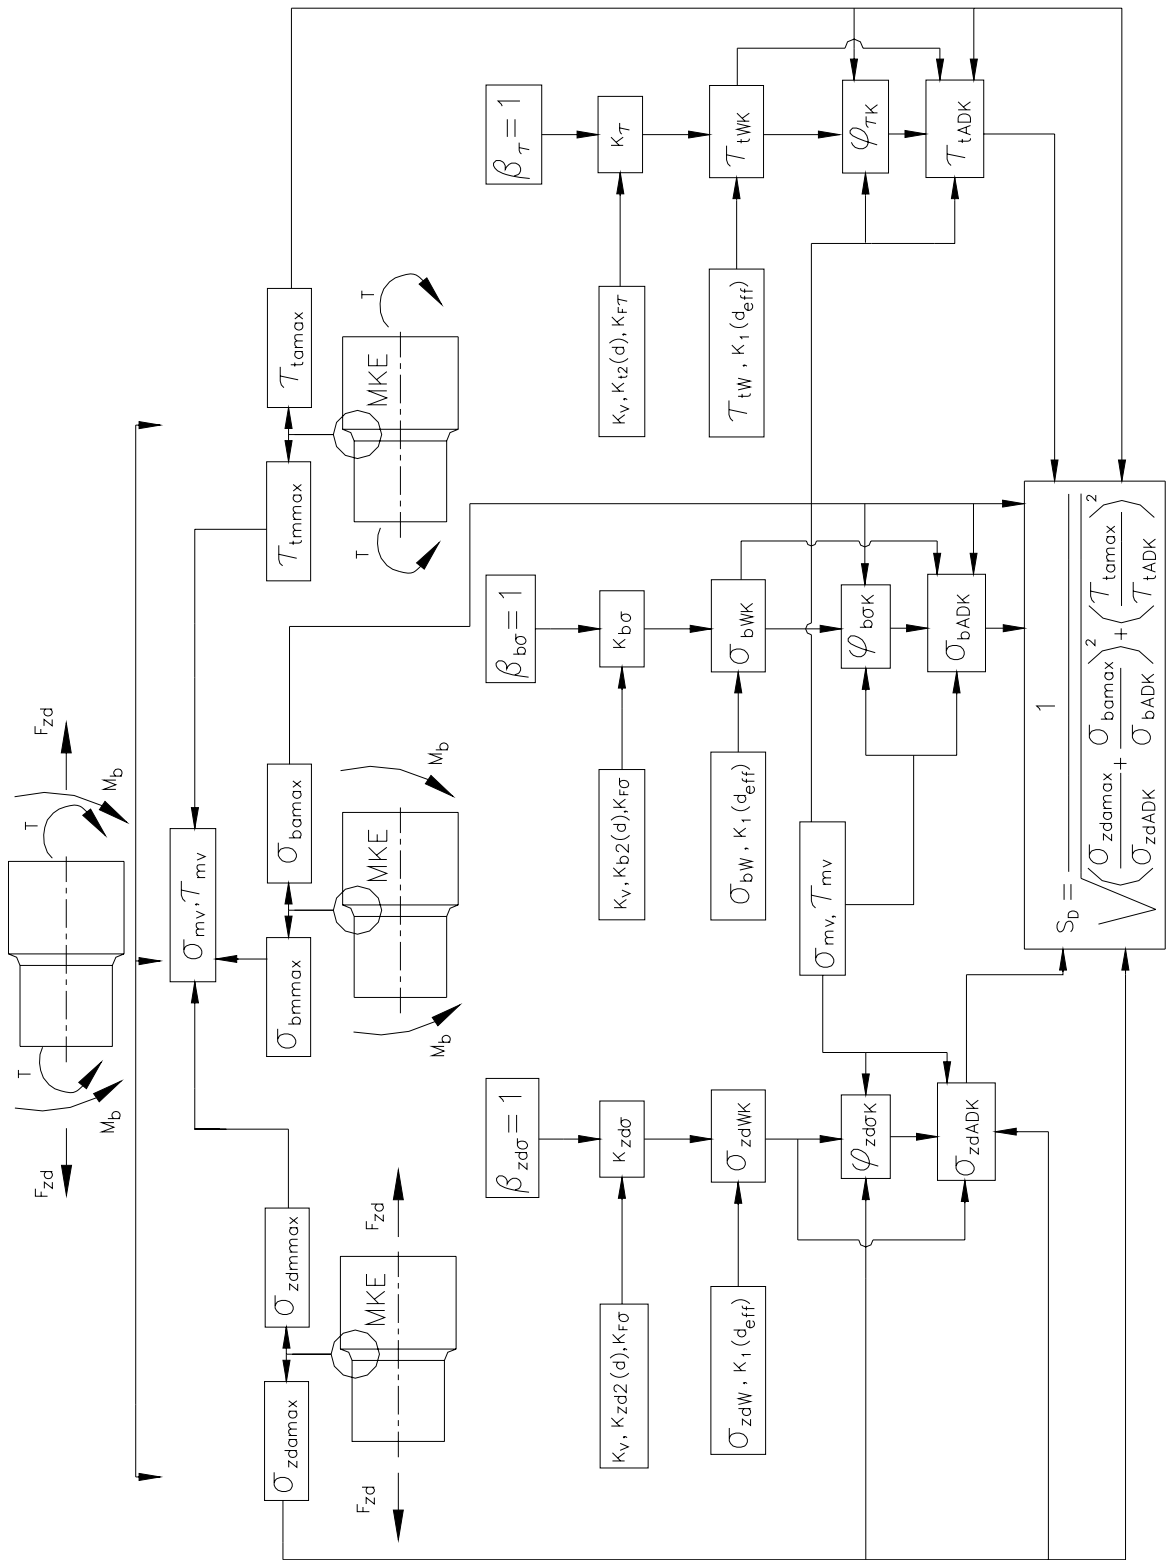 F_zd
M_b
T
T
M_b
F_zd
σ_mv, τ_mv
σ_zdamax
σ_zdmmax
σ_bmmax
σ_bamax
τ_tmmax
τ_tamax
F_zd
MKE
F_zd
M_b
MKE
M_b
T
MKE
T
β_zdσ = 1
β_bσ = 1
β_τ = 1
K_V, K_zd2(d), K_Fσ
K_zdσ
K_V, K_b2(d), K_Fσ
K_bσ
K_V, K_t2(d), K_Fτ
K_τ
σ_zdW, K_1(d_eff)
σ_zdWK
σ_bW, K_1(d_eff)
σ_bWK
τ_tW, K_1(d_eff)
τ_tWK
φ_zdσK
σ_mv, τ_mv
φ_bσK
φ_τK
σ_zdADK
σ_bADK
τ_tADK
S_D = 1 / √((σ_zdamax/σ_zdADK + σ_bamax/σ_bADK)² + (τ_tamax/τ_tADK)²)